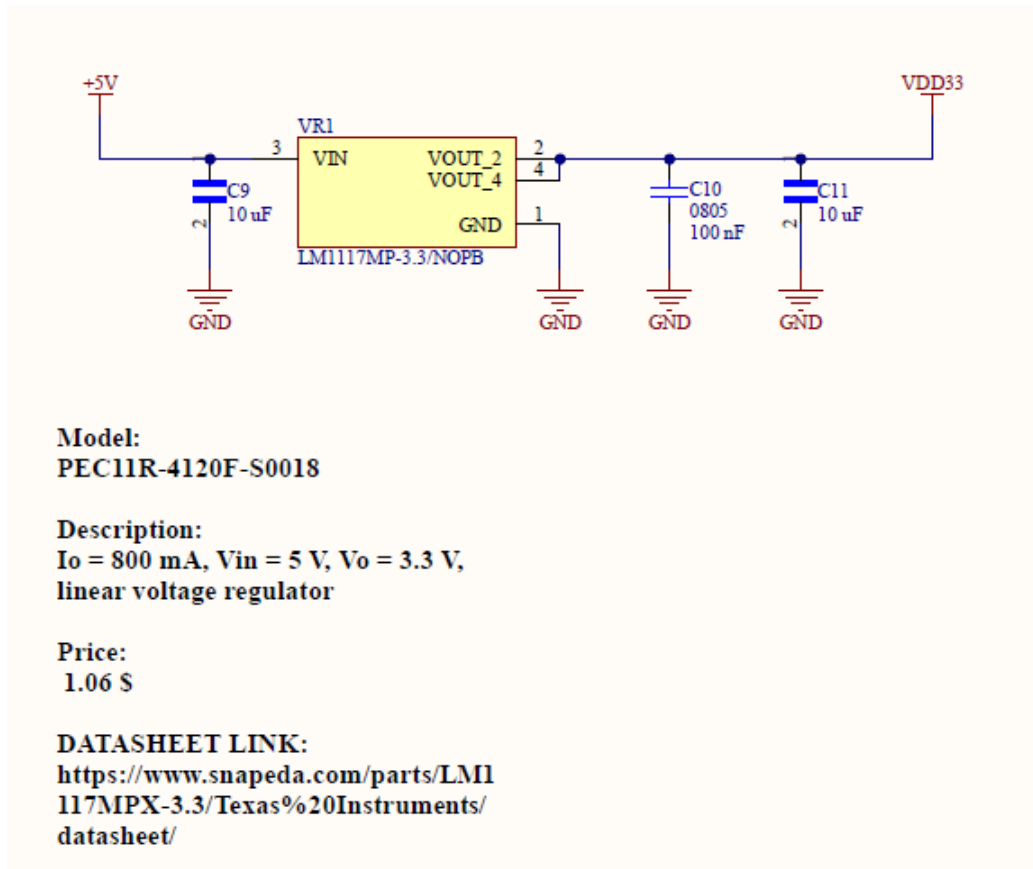 +5V
VDD33
VR1
3 VIN VOUT_2 2
VOUT_4 4
GND 1
LM1117MP-3.3/NOPB
C9
10 uF
2
C10
0805
100 nF
C11
10 uF
2
GND GND GND GND
Model:
PEC11R-4120F-S0018
Description:
Io = 800 mA, Vin = 5 V, Vo = 3.3 V,
linear voltage regulator
Price:
1.06 $
DATASHEET LINK:
https://www.snapeda.com/parts/LM1
117MPX-3.3/Texas%20Instruments/
datasheet/